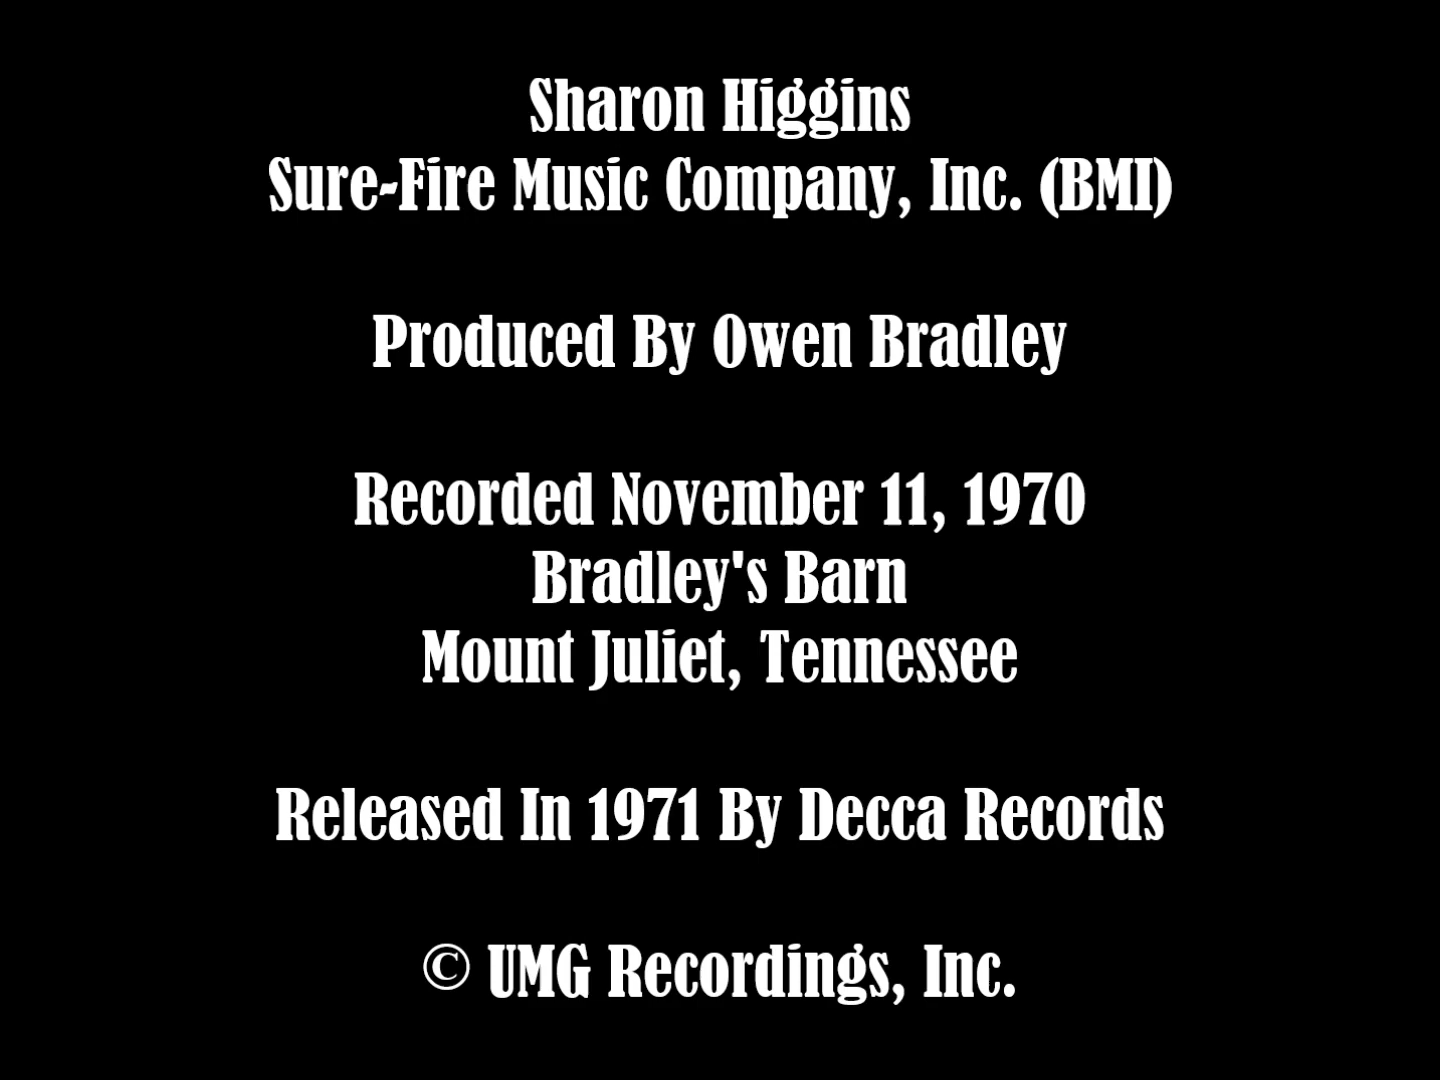 Sharon Higgins
Sure-Fire Music Company, Inc. (BMI)
Produced By Owen Bradley
Recorded November 11, 1970
Bradley's Barn
Mount Juliet, Tennessee
Released In 1971 By Decca Records
© UMG Recordings, Inc.